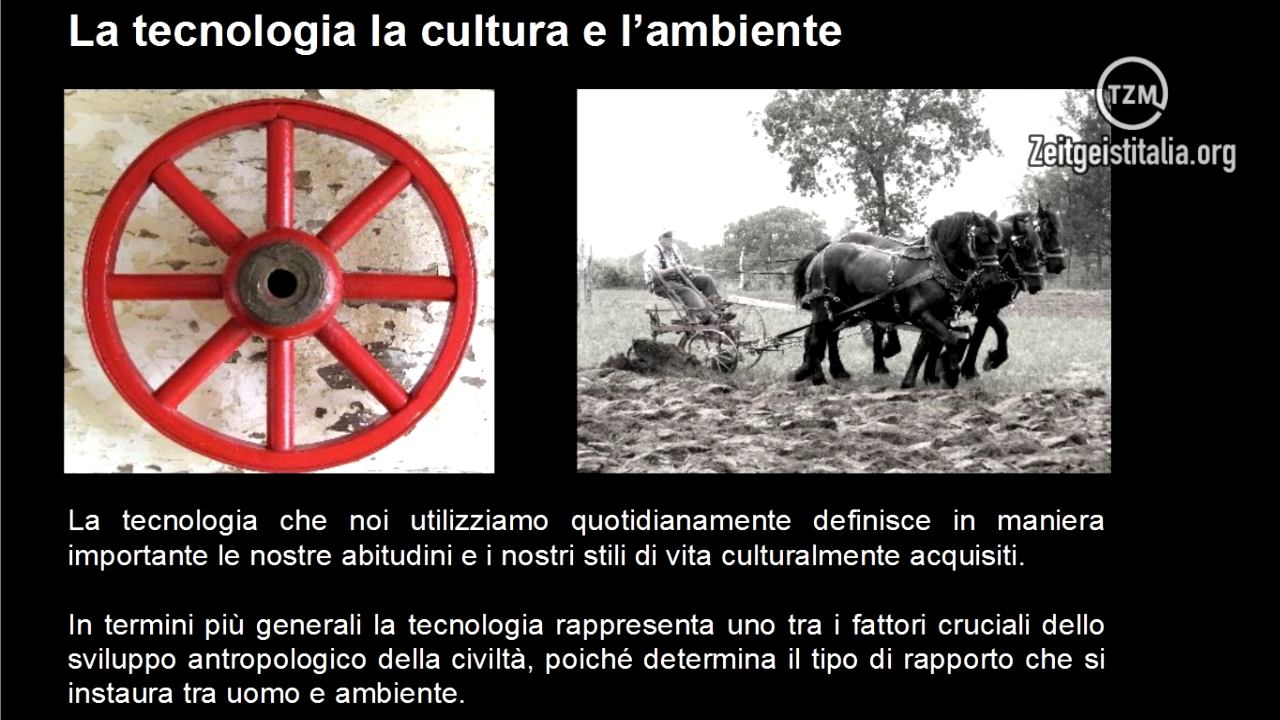 La tecnologia la cultura e l’ambiente
TZM
Zeitgeistitalia.org
La tecnologia che noi utilizziamo quotidianamente definisce in maniera
importante le nostre abitudini e i nostri stili di vita culturalmente acquisiti.
In termini più generali la tecnologia rappresenta uno tra i fattori cruciali dello
sviluppo antropologico della civiltà, poiché determina il tipo di rapporto che si
instaura tra uomo e ambiente.